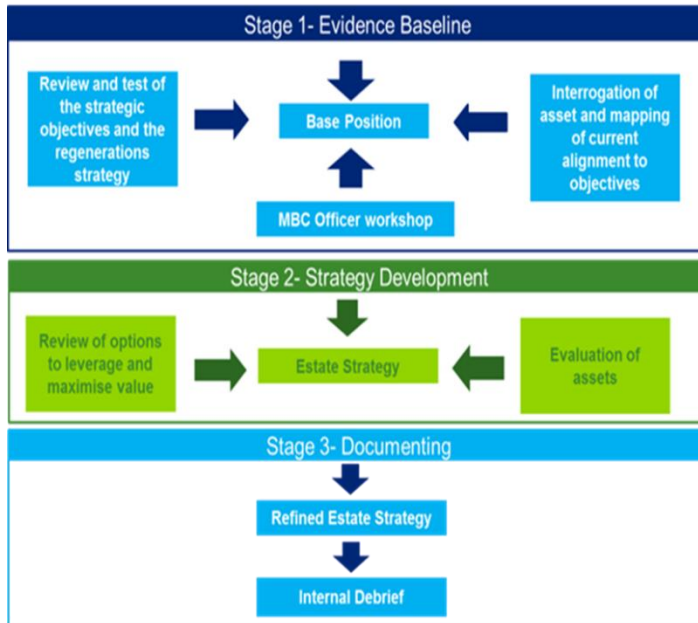 Stage 1- Evidence Baseline
Review and test of
the strategic
objectives and the
regenerations
strategy
Base Position
Interrogation of
asset and mapping
of current
alignment to
objectives
MBC Officer workshop
Stage 2- Strategy Development
Review of options
to leverage and
maximise value
Estate Strategy
Evaluation of
assets
Stage 3- Documenting
Refined Estate Strategy
Internal Debrief